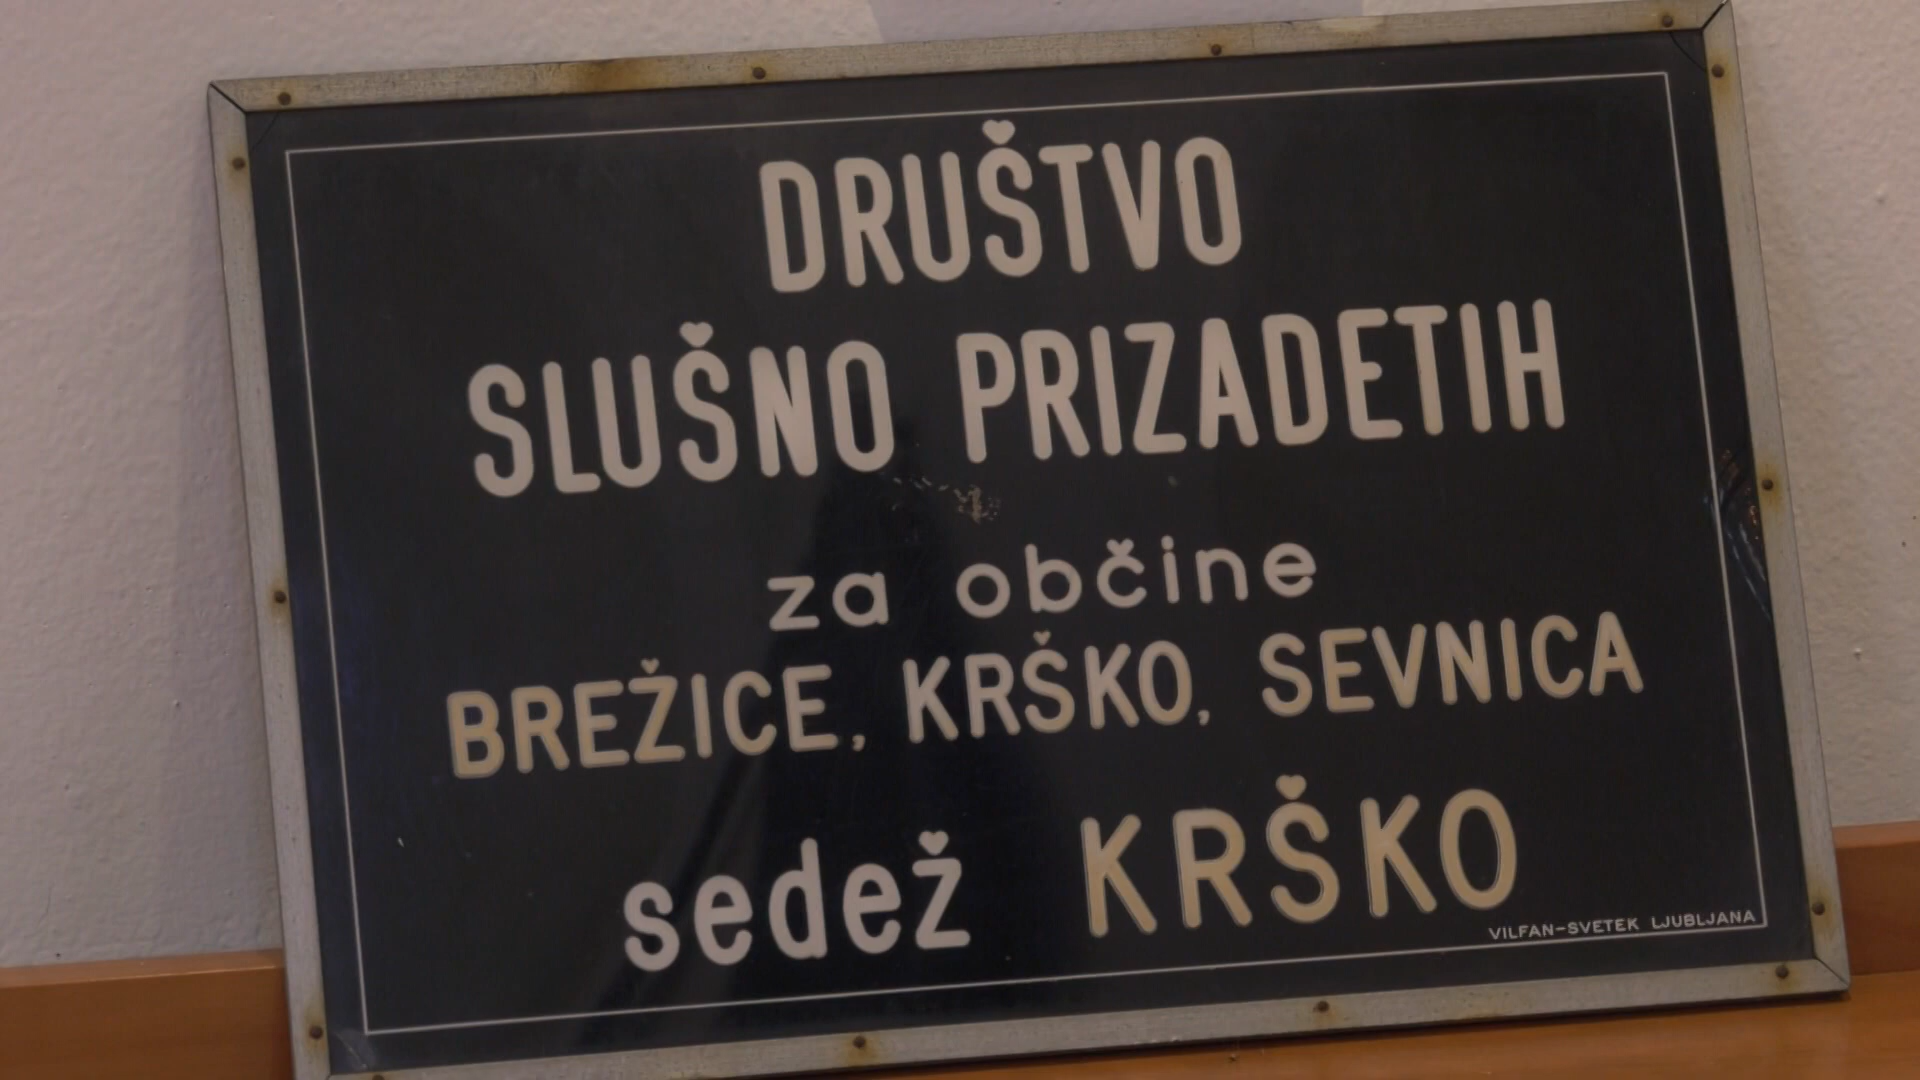 DRUŠTVO
SLUŠNO PRIZADETIH
za občine
BREŽICE, KRŠKO, SEVNICA
sedež KRŠKO
VILFAN-SVETEK LJUBLJANA